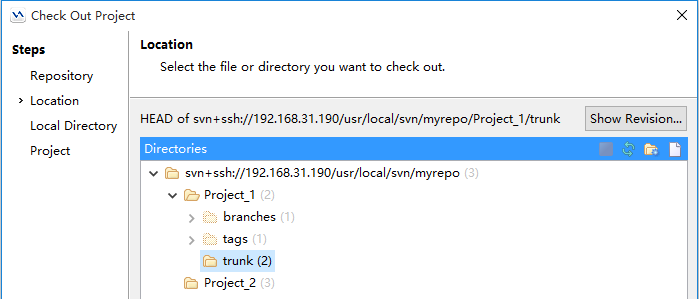 Check Out Project
Steps
Repository
Location
Local Directory
Project
Location
Select the file or directory you want to check out.
HEAD of svn+ssh://192.168.31.190/usr/local/svn/myrepo/Project_1/trunk
Show Revision...
Directories
svn+ssh://192.168.31.190/usr/local/svn/myrepo (3)
Project_1 (2)
branches (1)
tags (1)
trunk (2)
Project_2 (3)